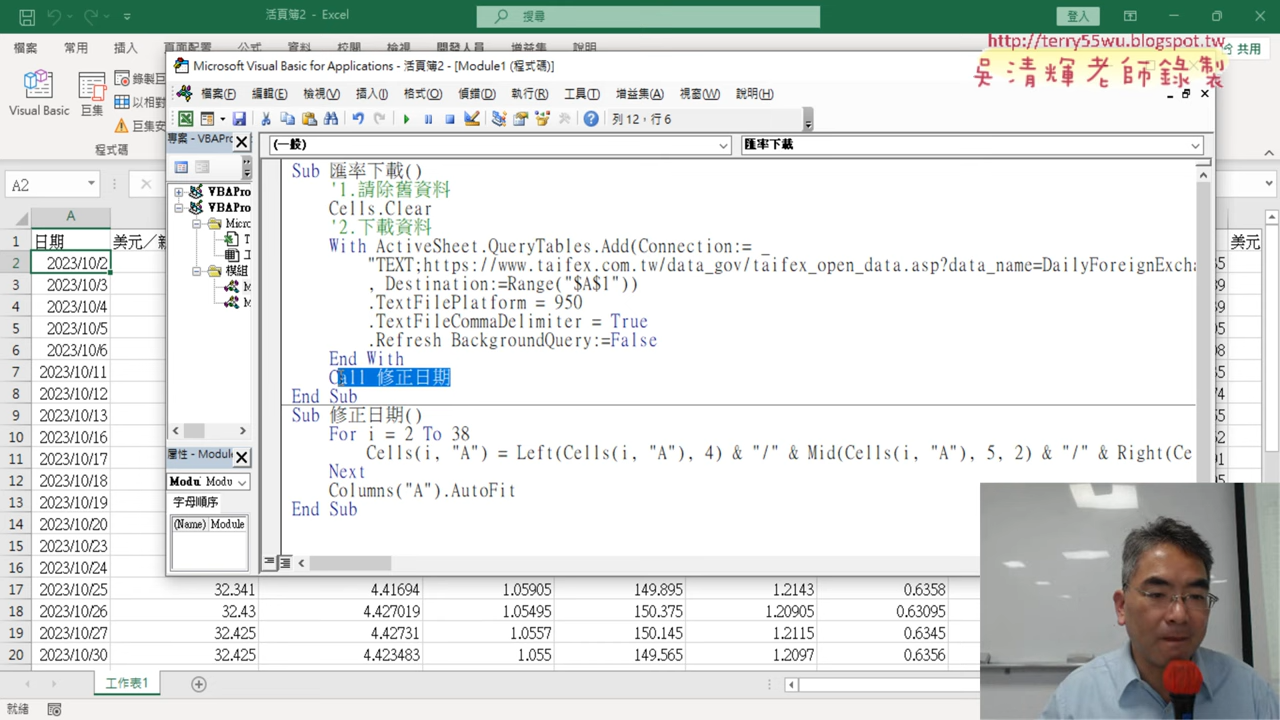 活頁簿2 - Excel
搜尋
登入
檔案 常用 插入 頁面配置 公式 資料 校閱 檢視 開發人員 增益集 說明
共用
http://terry55wu.blogspot.tw
吳清輝老師錄製
Visual Basic
巨集
錄製巨
以相對
巨集安
程式碼
Microsoft Visual Basic for Applications - 活頁簿2 - [Module1 (程式碼)]
檔案(F) 編輯(E) 檢視(V) 插入(I) 格式(O) 偵錯(D) 執行(R) 工具(T) 增益集(A) 視窗(W) 說明(H)
列 12，行 6
專案 - VBAPro
(一般)
匯率下載
VBAPro
VBAPro
Micro
模組
A2
A
1 日期 美元／新
2 2023/10/2
3 2023/10/3
4 2023/10/4
5 2023/10/5
6 2023/10/6
7 2023/10/11
8 2023/10/12
9 2023/10/13
10 2023/10/16
11 2023/10/17
12 2023/10/18
13 2023/10/19
14 2023/10/20
15 2023/10/23
16 2023/10/24
17 2023/10/25 32.341 4.41694 1.05905 149.895 1.2143 0.6358
18 2023/10/26 32.43 4.427019 1.05495 150.375 1.20905 0.63095
19 2023/10/27 32.425 4.42731 1.0557 150.145 1.2115 0.6345
20 2023/10/30 32.425 4.423483 1.055 149.565 1.2097 0.6356
美元
Sub 匯率下載()
'1.請除舊資料
Cells.Clear
'2.下載資料
With ActiveSheet.QueryTables.Add(Connection:= _
"TEXT;https://www.taifex.com.tw/data_gov/taifex_open_data.asp?data_name=DailyForeignExcha
, Destination:=Range("$A$1"))
.TextFilePlatform = 950
.TextFileCommaDelimiter = True
.Refresh BackgroundQuery:=False
End With
Call 修正日期
End Sub
Sub 修正日期()
For i = 2 To 38
Cells(i, "A") = Left(Cells(i, "A"), 4) & "/" & Mid(Cells(i, "A"), 5, 2) & "/" & Right(Ce
Next
Columns("A").AutoFit
End Sub
屬性 - Modul
Modu Modu
字母順序
(Name) Module
工作表1
就緒